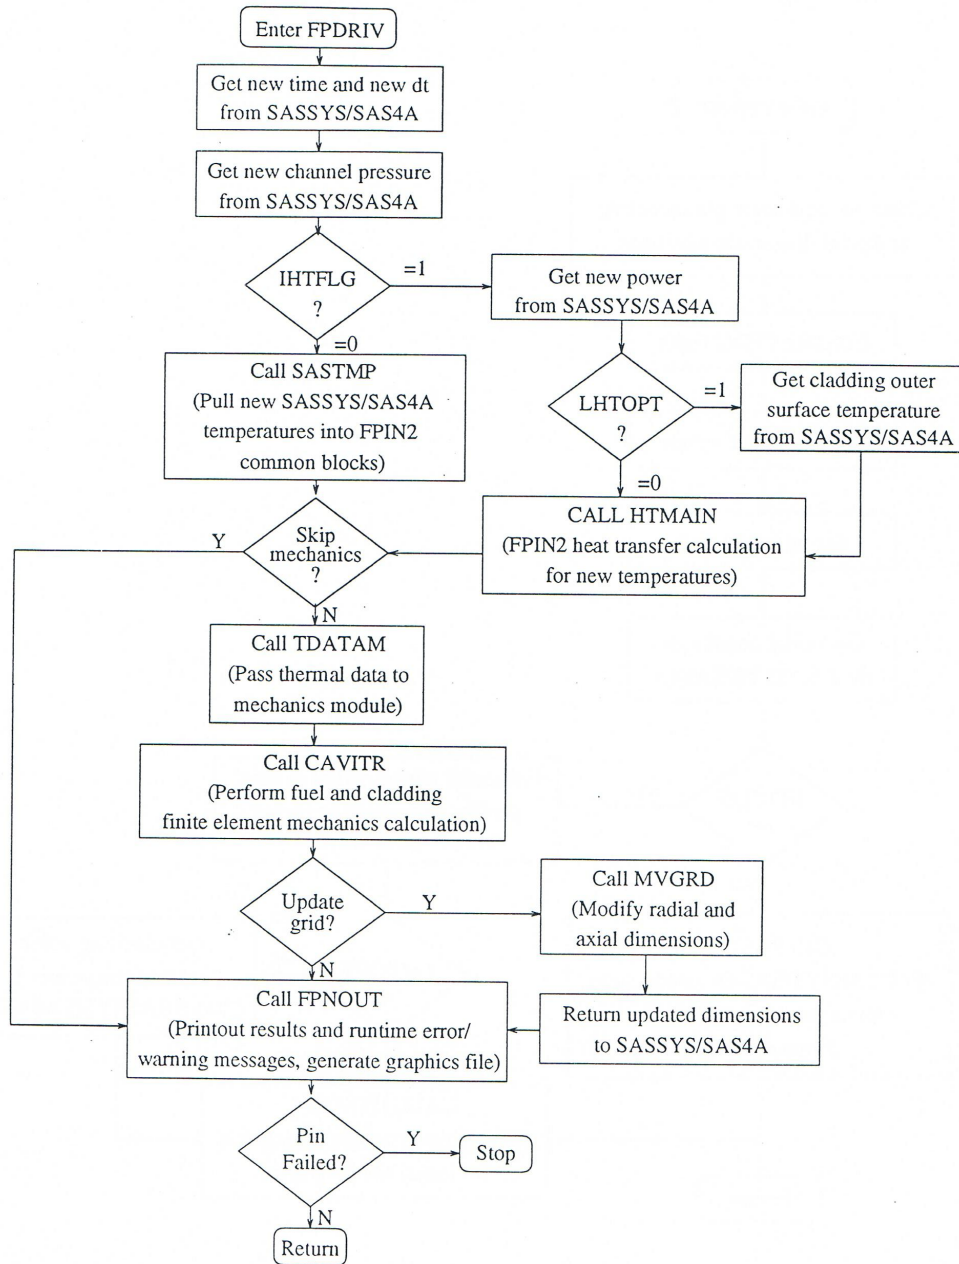 Enter FPDRIV
Get new time and new dt
from SASSYS/SAS4A
Get new channel pressure
from SASSYS/SAS4A
IHTFLG
?
=1
Get new power
from SASSYS/SAS4A
=0
Call SASTMP
(Pull new SASSYS/SAS4A
temperatures into FPIN2
common blocks)
LHTOPT
?
=1
Get cladding outer
surface temperature
from SASSYS/SAS4A
=0
CALL HTMAIN
(FPIN2 heat transfer calculation
for new temperatures)
Skip
mechanics
?
Y
N
Call TDATAM
(Pass thermal data to
mechanics module)
Call CAVITR
(Perform fuel and cladding
finite element mechanics calculation)
Update
grid?
Y
Call MVGRD
(Modify radial and
axial dimensions)
N
Call FPNOUT
(Printout results and runtime error/
warning messages, generate graphics file)
Return updated dimensions
to SASSYS/SAS4A
Pin
Failed?
Y
Stop
N
Return